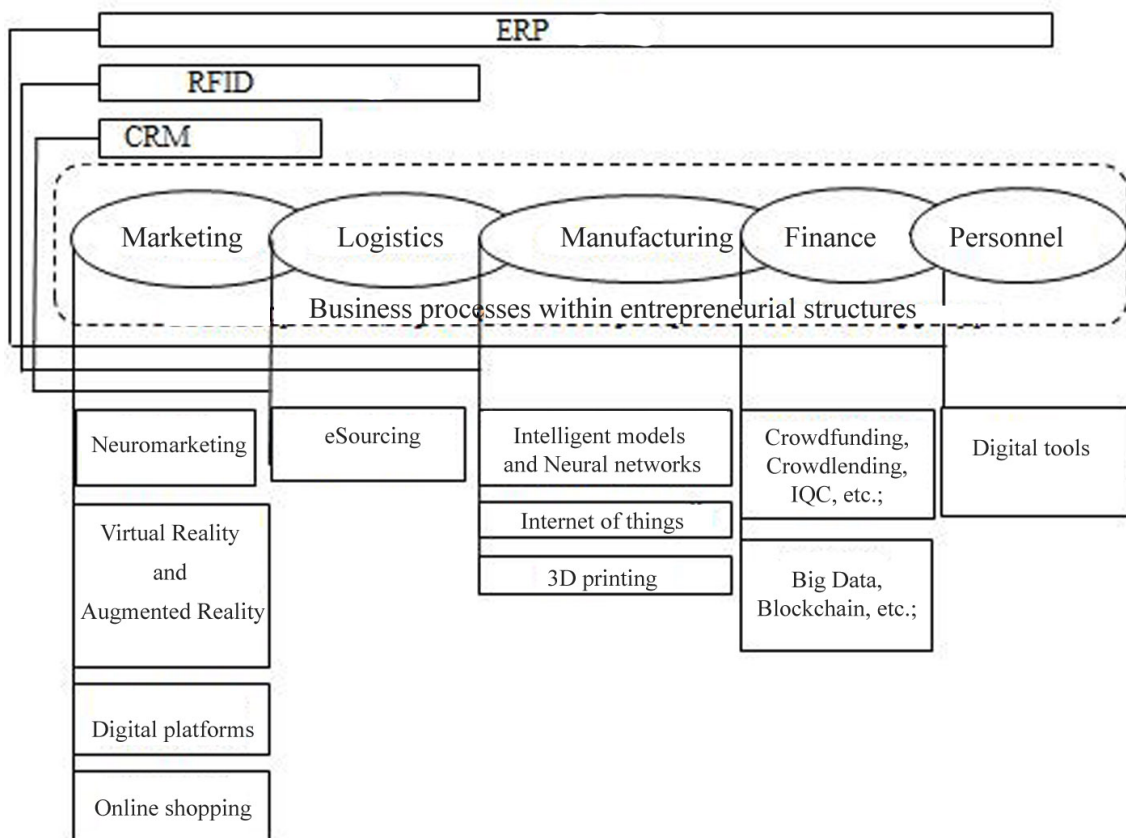 ERP
RFID
CRM
Marketing
Logistics
Manufacturing
Finance
Personnel
Business processes within entrepreneurial structures
Neuromarketing
eSourcing
Intelligent models
and Neural networks
Crowdfunding,
Crowdlending,
IQC, etc.;
Digital tools
Virtual Reality
and
Augmented Reality
Internet of things
3D printing
Big Data,
Blockchain, etc.;
Digital platforms
Online shopping